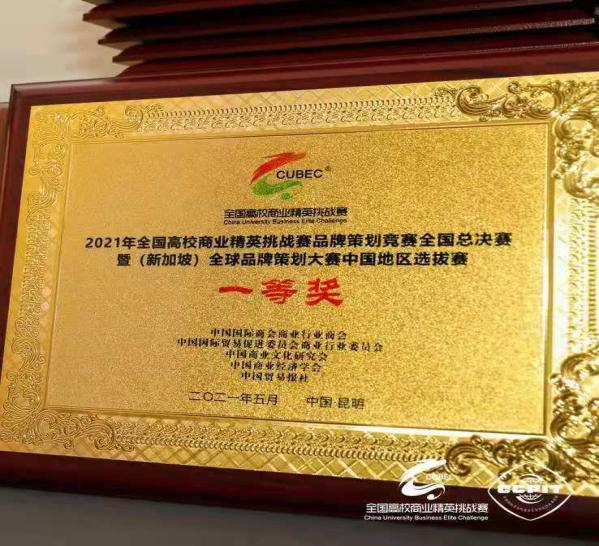 CUBEC®
全国高校商业精英挑战赛
China University Business Elite Challenge
2021年全国高校商业精英挑战赛品牌策划竞赛全国总决赛
暨（新加坡）全球品牌策划大赛中国地区选拔赛
一等奖
中国国际商会商业行业商会
中国国际贸易促进委员会商业行业委员会
中国商业文化研究会
中国商业经济学会
中国贸易报社
二〇二一年五月 中国·昆明
CUBEC
全国高校商业精英挑战赛
China University Business Elite Challenge
CCPIT